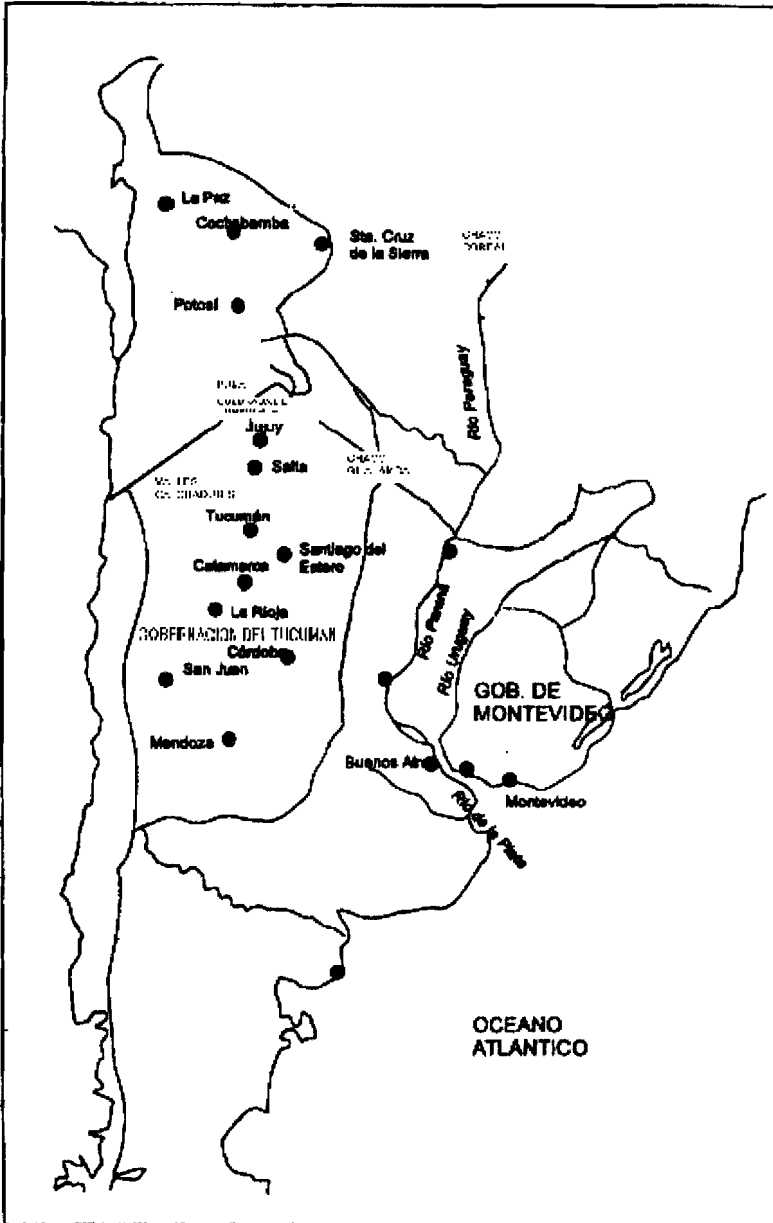 La Paz
Cochabamba
Sta. Cruz
de la Sierra
Potosí
Río Paraguay
Jujuy
Salta
VALLES
Tucumán
Santiago del
Estero
Catamarca
La Rioja
GOBERNACION DEL TUCUMAN
Córdoba
San Juan
Río Paraná
Río Uruguay
GOB. DE
MONTEVIDEO
Mendoza
Buenos Air
Montevideo
Río de la Plata
OCEANO
ATLANTICO